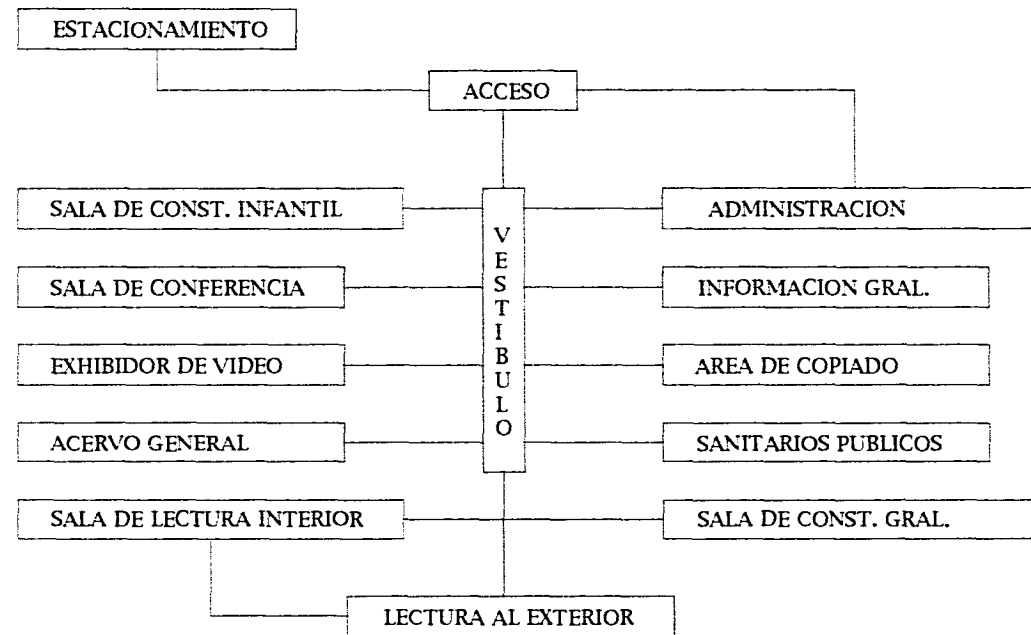 ESTACIONAMIENTO
ACCESO
SALA DE CONST. INFANTIL
VESTIBULO
ADMINISTRACION
SALA DE CONFERENCIA
INFORMACION GRAL.
EXHIBIDOR DE VIDEO
AREA DE COPIADO
ACERVO GENERAL
SANITARIOS PUBLICOS
SALA DE LECTURA INTERIOR
SALA DE CONST. GRAL.
LECTURA AL EXTERIOR